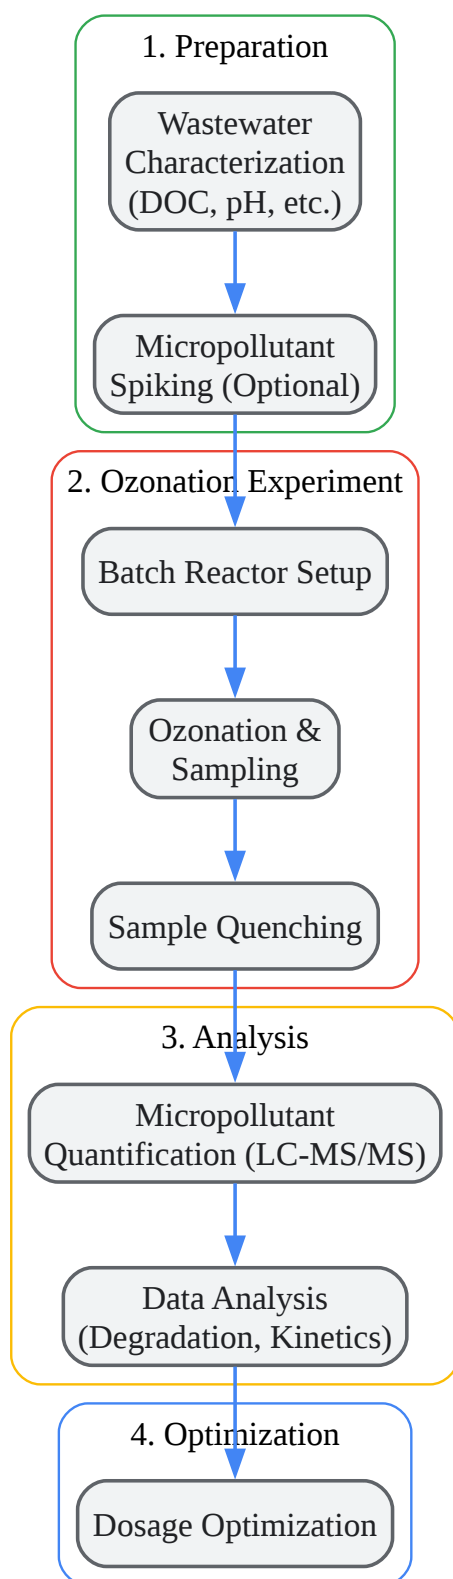 1. Preparation
Wastewater
Characterization
(DOC, pH, etc.)
Micropollutant
Spiking (Optional)
2. Ozonation Experiment
Batch Reactor Setup
Ozonation &
Sampling
Sample Quenching
3. Analysis
Micropollutant
Quantification (LC-MS/MS)
Data Analysis
(Degradation, Kinetics)
4. Optimization
Dosage Optimization